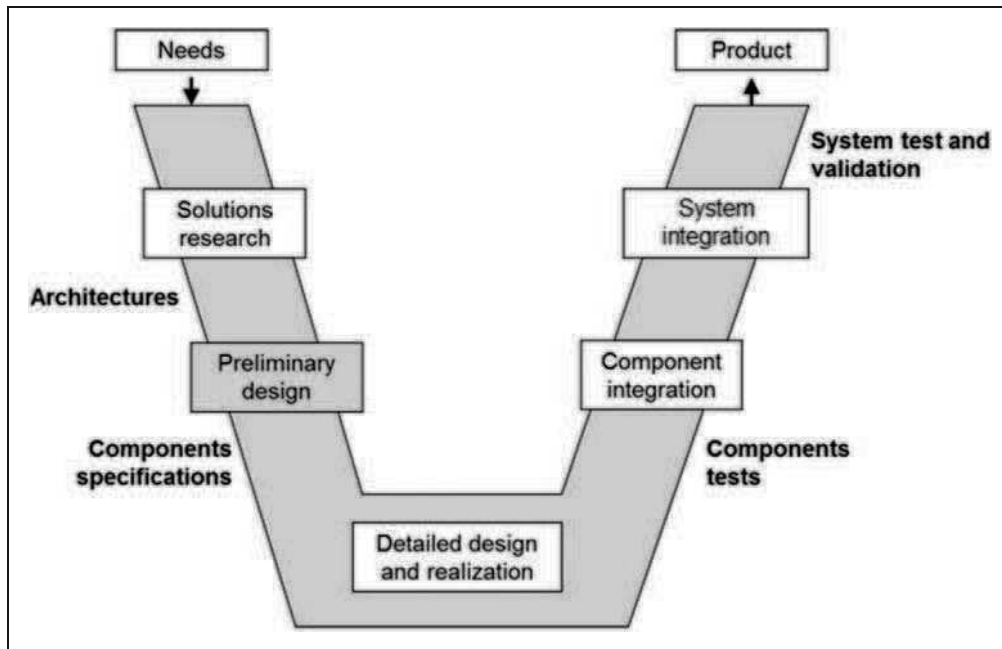 Needs
Product
System test and
validation
Solutions
research
System
integration
Architectures
Preliminary
design
Component
integration
Components
specifications
Components
tests
Detailed design
and realization